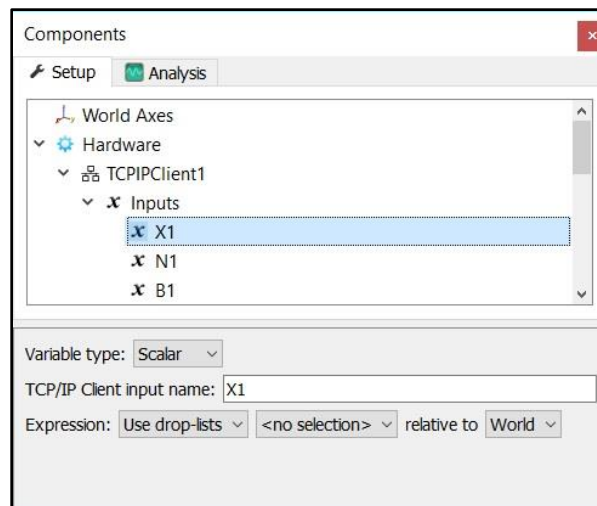 Components
Setup Analysis
World Axes
Hardware
TCPIPClient1
x Inputs
x X1
x N1
x B1
Variable type: Scalar
TCP/IP Client input name: X1
Expression: Use drop-lists <no selection> relative to World